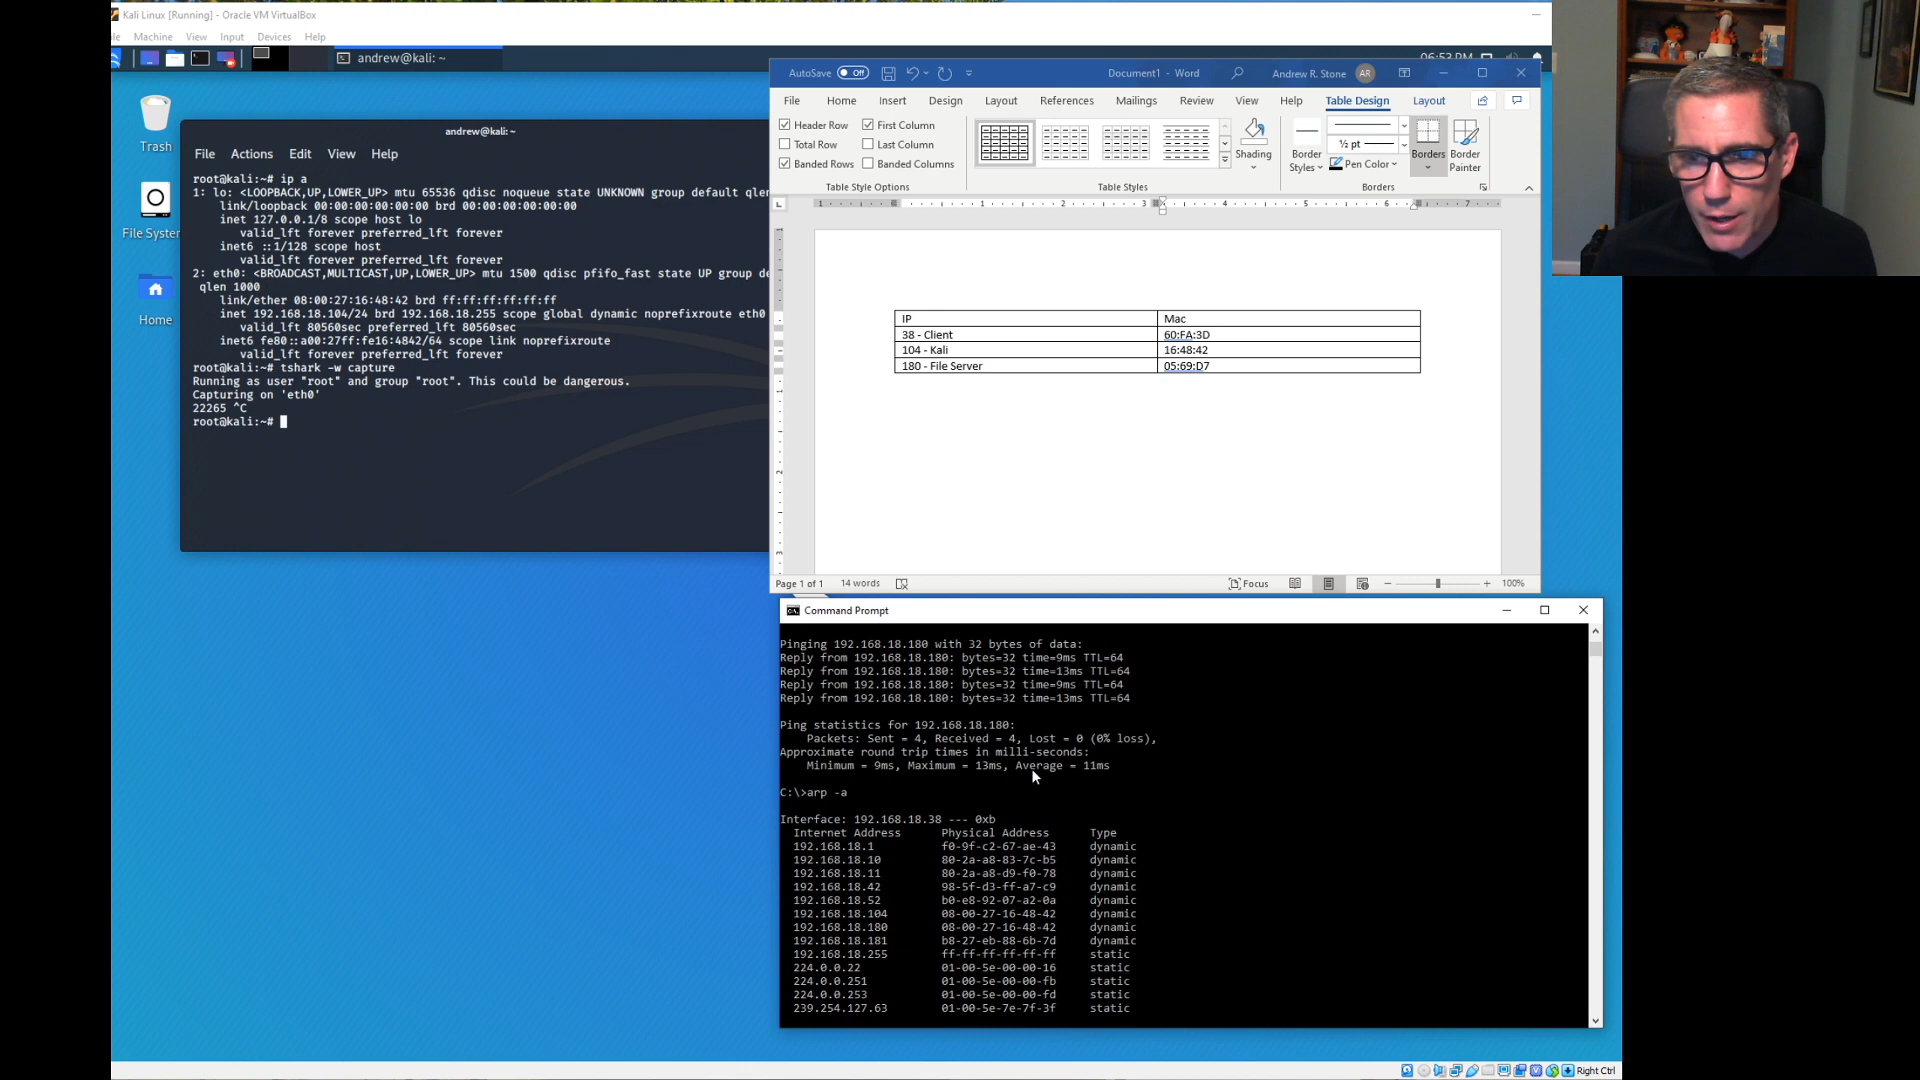 Kali Linux [Running] - Oracle VM VirtualBox
Machine View Input Devices Help
andrew@kali: ~
Trash
File System
Home
andrew@kali: ~
File Actions Edit View Help
root@kali:~# ip a
1: lo: <LOOPBACK,UP,LOWER_UP> mtu 65536 qdisc noqueue state UNKNOWN group default qlen
link/loopback 00:00:00:00:00:00 brd 00:00:00:00:00:00
inet 127.0.0.1/8 scope host lo
valid_lft forever preferred_lft forever
inet6 ::1/128 scope host
valid_lft forever preferred_lft forever
2: eth0: <BROADCAST,MULTICAST,UP,LOWER_UP> mtu 1500 qdisc pfifo_fast state UP group de
qlen 1000
link/ether 08:00:27:16:48:42 brd ff:ff:ff:ff:ff:ff
inet 192.168.18.104/24 brd 192.168.18.255 scope global dynamic noprefixroute eth0
valid_lft 80560sec preferred_lft 80560sec
inet6 fe80::a00:27ff:fe16:4842/64 scope link noprefixroute
valid_lft forever preferred_lft forever
root@kali:~# tshark -w capture
Running as user "root" and group "root". This could be dangerous.
Capturing on 'eth0'
22265 ^C
root@kali:~#
AutoSave Off
Document1 - Word
Andrew R. Stone AR
File Home Insert Design Layout References Mailings Review View Help Table Design Layout
Header Row First Column
Total Row Last Column
Banded Rows Banded Columns
Table Style Options
Table Styles
Shading
Border Styles
½ pt
Pen Color
Borders
Border Painter
Borders
1 1 2 3 4 5 6 7
IP Mac
38 - Client 60:FA:3D
104 - Kali 16:48:42
180 - File Server 05:69:D7
Page 1 of 1 14 words Focus 100%
Command Prompt
Pinging 192.168.18.180 with 32 bytes of data:
Reply from 192.168.18.180: bytes=32 time=9ms TTL=64
Reply from 192.168.18.180: bytes=32 time=13ms TTL=64
Reply from 192.168.18.180: bytes=32 time=9ms TTL=64
Reply from 192.168.18.180: bytes=32 time=13ms TTL=64
Ping statistics for 192.168.18.180:
Packets: Sent = 4, Received = 4, Lost = 0 (0% loss),
Approximate round trip times in milli-seconds:
Minimum = 9ms, Maximum = 13ms, Average = 11ms
C:\>arp -a
Interface: 192.168.18.38 --- 0xb
Internet Address Physical Address Type
192.168.18.1 f0-9f-c2-67-ae-43 dynamic
192.168.18.10 80-2a-a8-83-7c-b5 dynamic
192.168.18.11 80-2a-a8-d9-f0-78 dynamic
192.168.18.42 98-5f-d3-ff-a7-c9 dynamic
192.168.18.52 b0-e8-92-07-a2-0a dynamic
192.168.18.104 08-00-27-16-48-42 dynamic
192.168.18.180 08-00-27-16-48-42 dynamic
192.168.18.181 b8-27-eb-88-6b-7d dynamic
192.168.18.255 ff-ff-ff-ff-ff-ff static
224.0.0.22 01-00-5e-00-00-16 static
224.0.0.251 01-00-5e-00-00-fb static
224.0.0.253 01-00-5e-00-00-fd static
239.254.127.63 01-00-5e-7e-7f-3f static
Right Ctrl